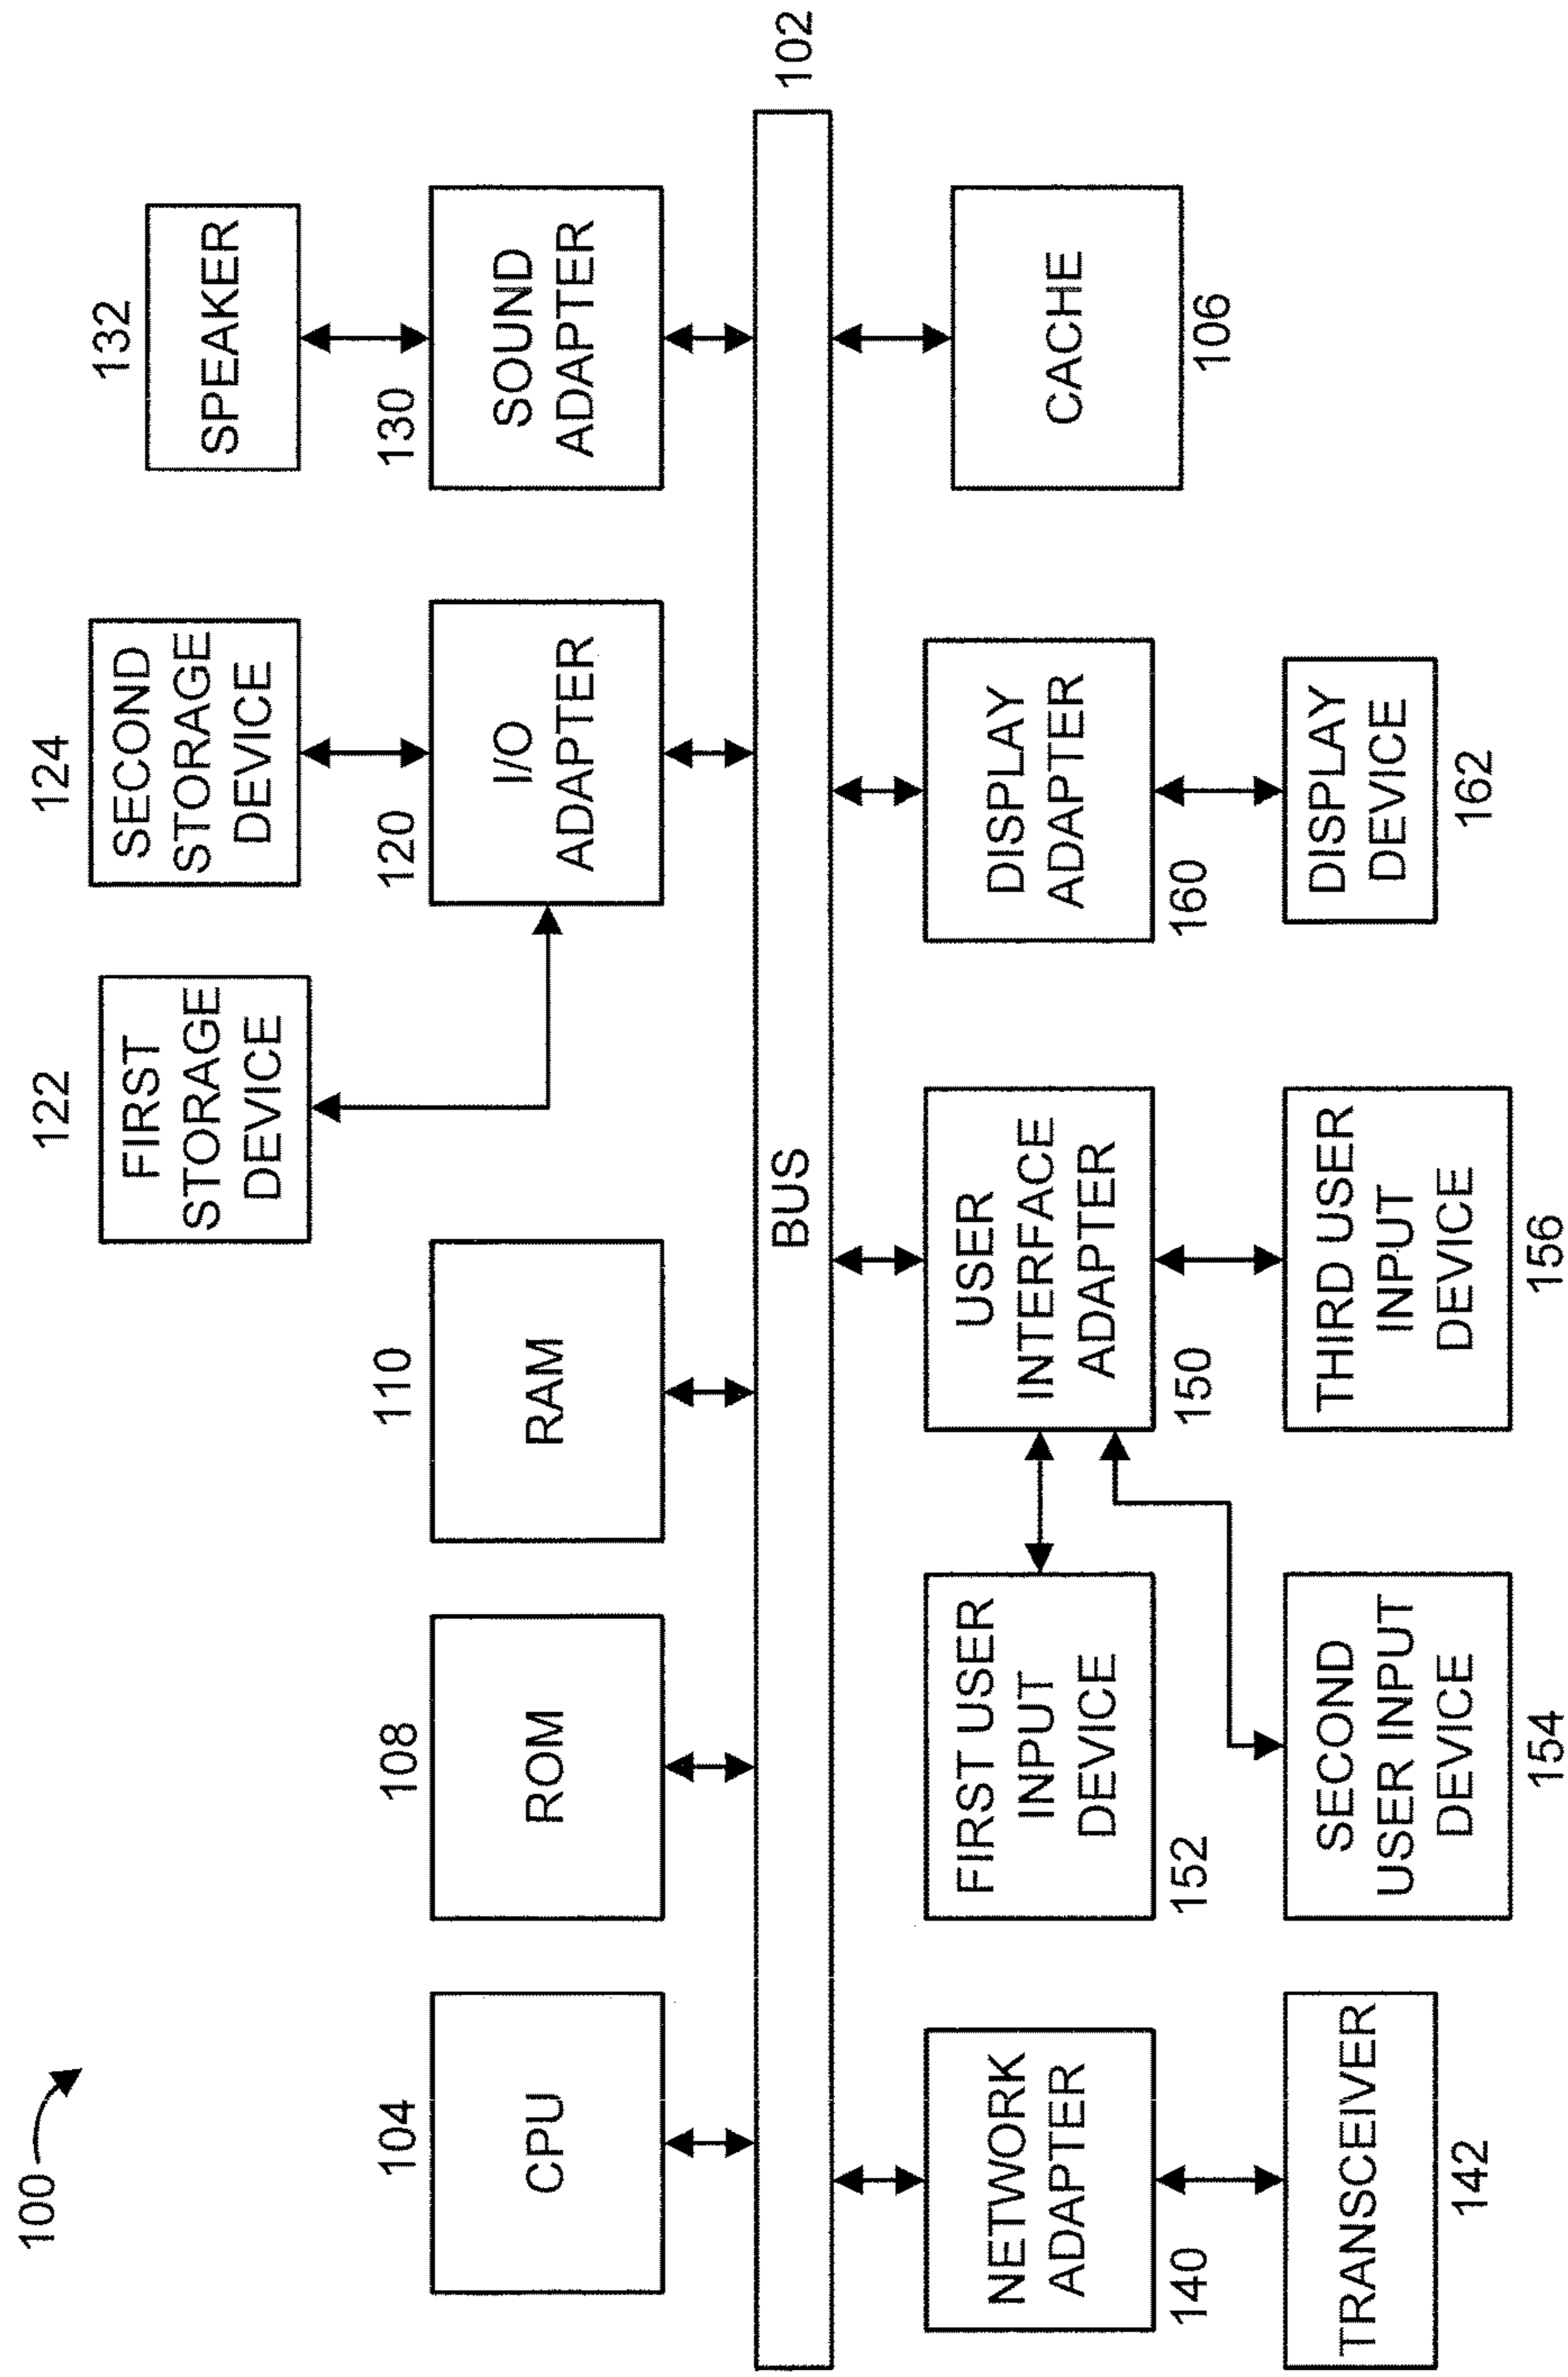 100
132
SPEAKER
124
SECOND
STORAGE
DEVICE
122
FIRST
STORAGE
DEVICE
104
CPU
108
ROM
110
RAM
120
I/O
ADAPTER
130
SOUND
ADAPTER
BUS
102
NETWORK
ADAPTER
140
FIRST USER
INPUT
DEVICE
152
USER
INTERFACE
ADAPTER
150
DISPLAY
ADAPTER
160
CACHE
106
TRANSCEIVER
142
SECOND
USER INPUT
DEVICE
154
THIRD USER
INPUT
DEVICE
156
DISPLAY
DEVICE
162